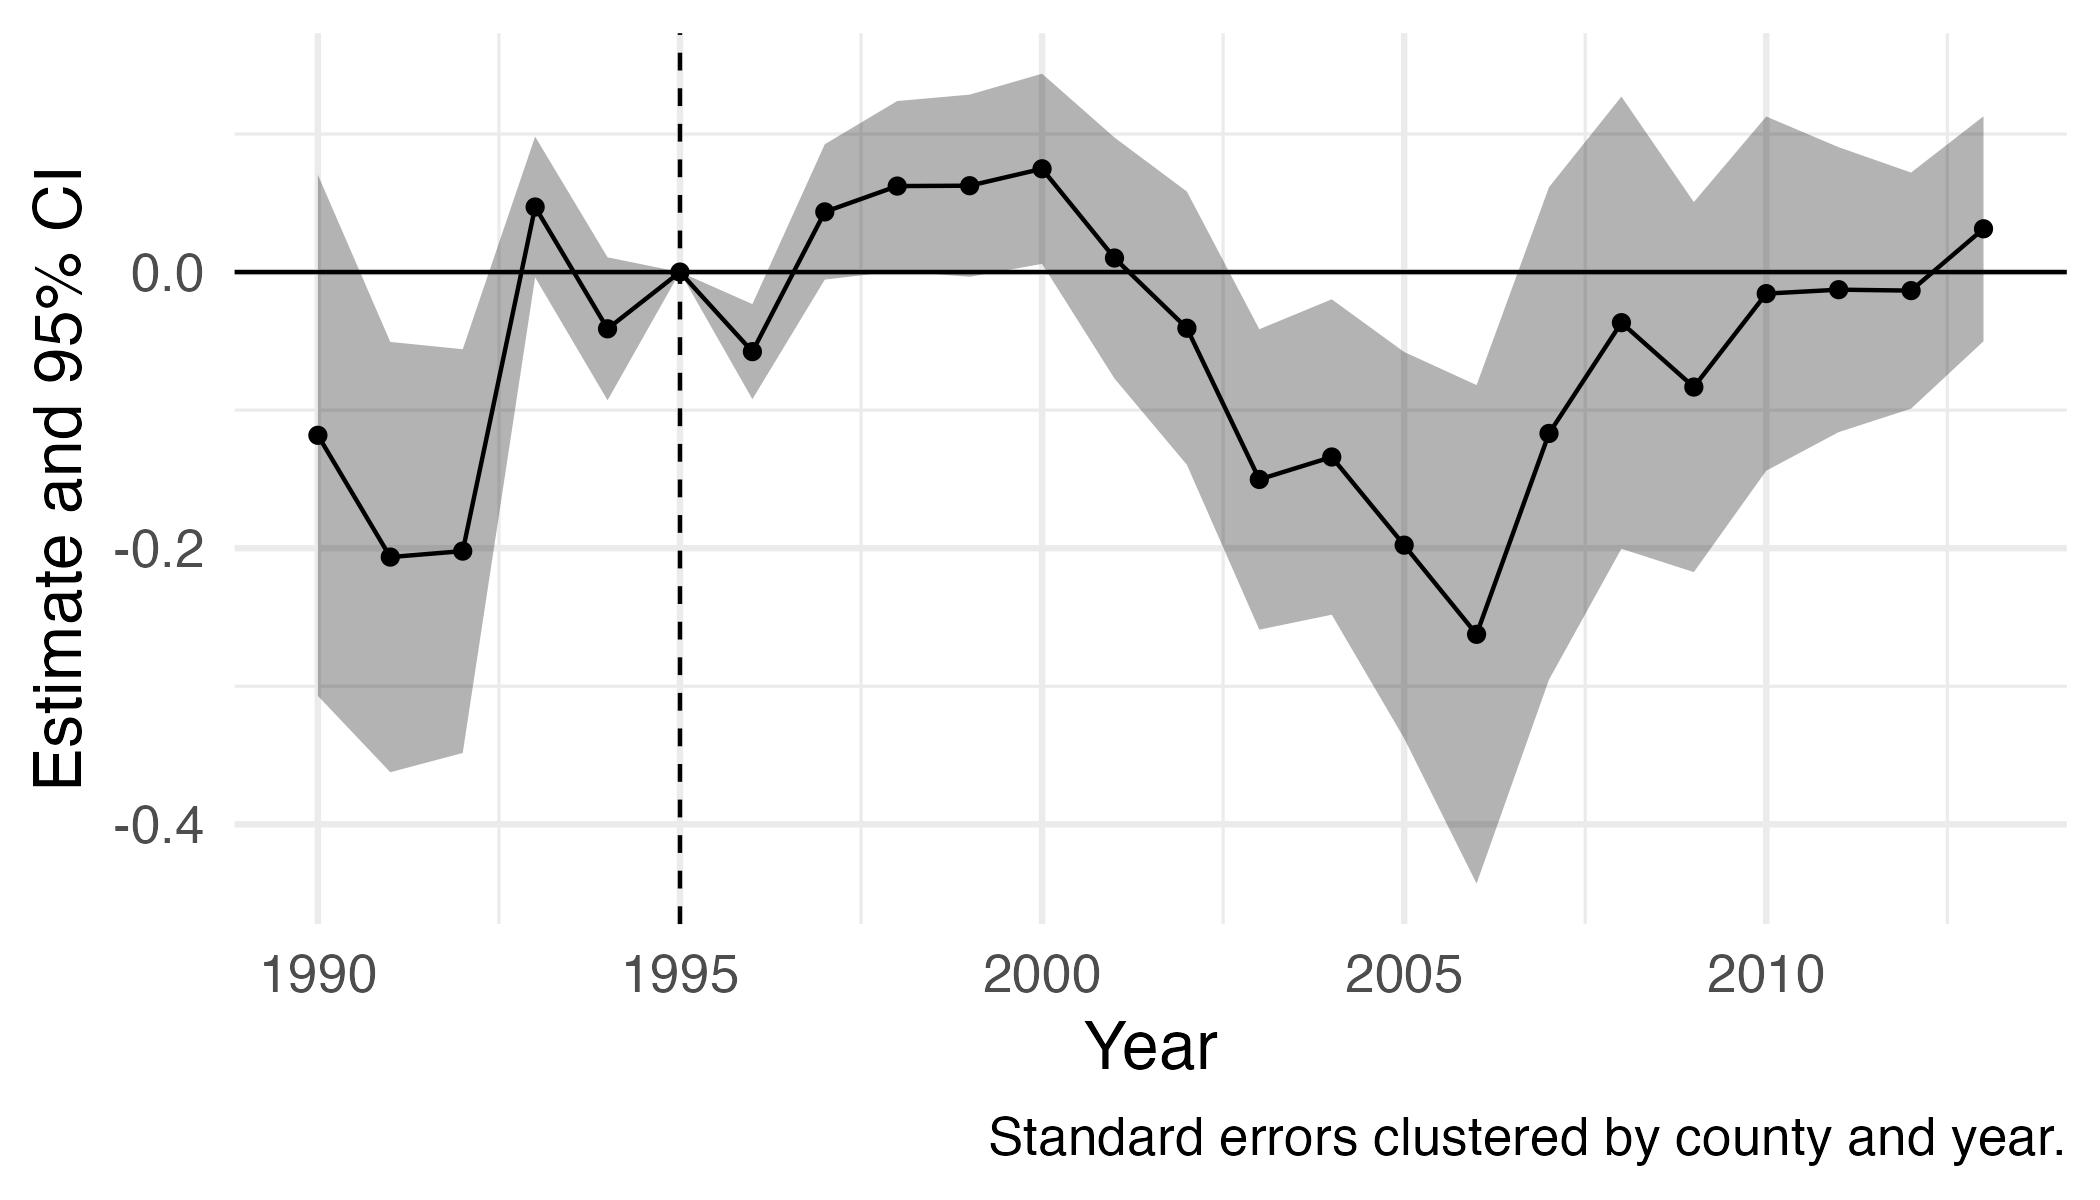 Estimate and 95% CI
0.0
-0.2
-0.4
1990 1995 2000 2005 2010
Year
Standard errors clustered by county and year.